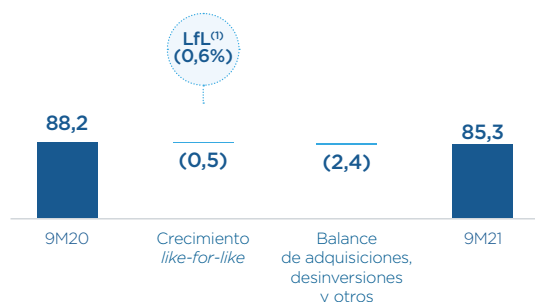 LfL(1)
(0,6%)
88,2
(0,5)
(2,4)
85,3
9M20
Crecimiento
like-for-like
Balance
de adquisiciones,
desinversiones
y otros
9M21